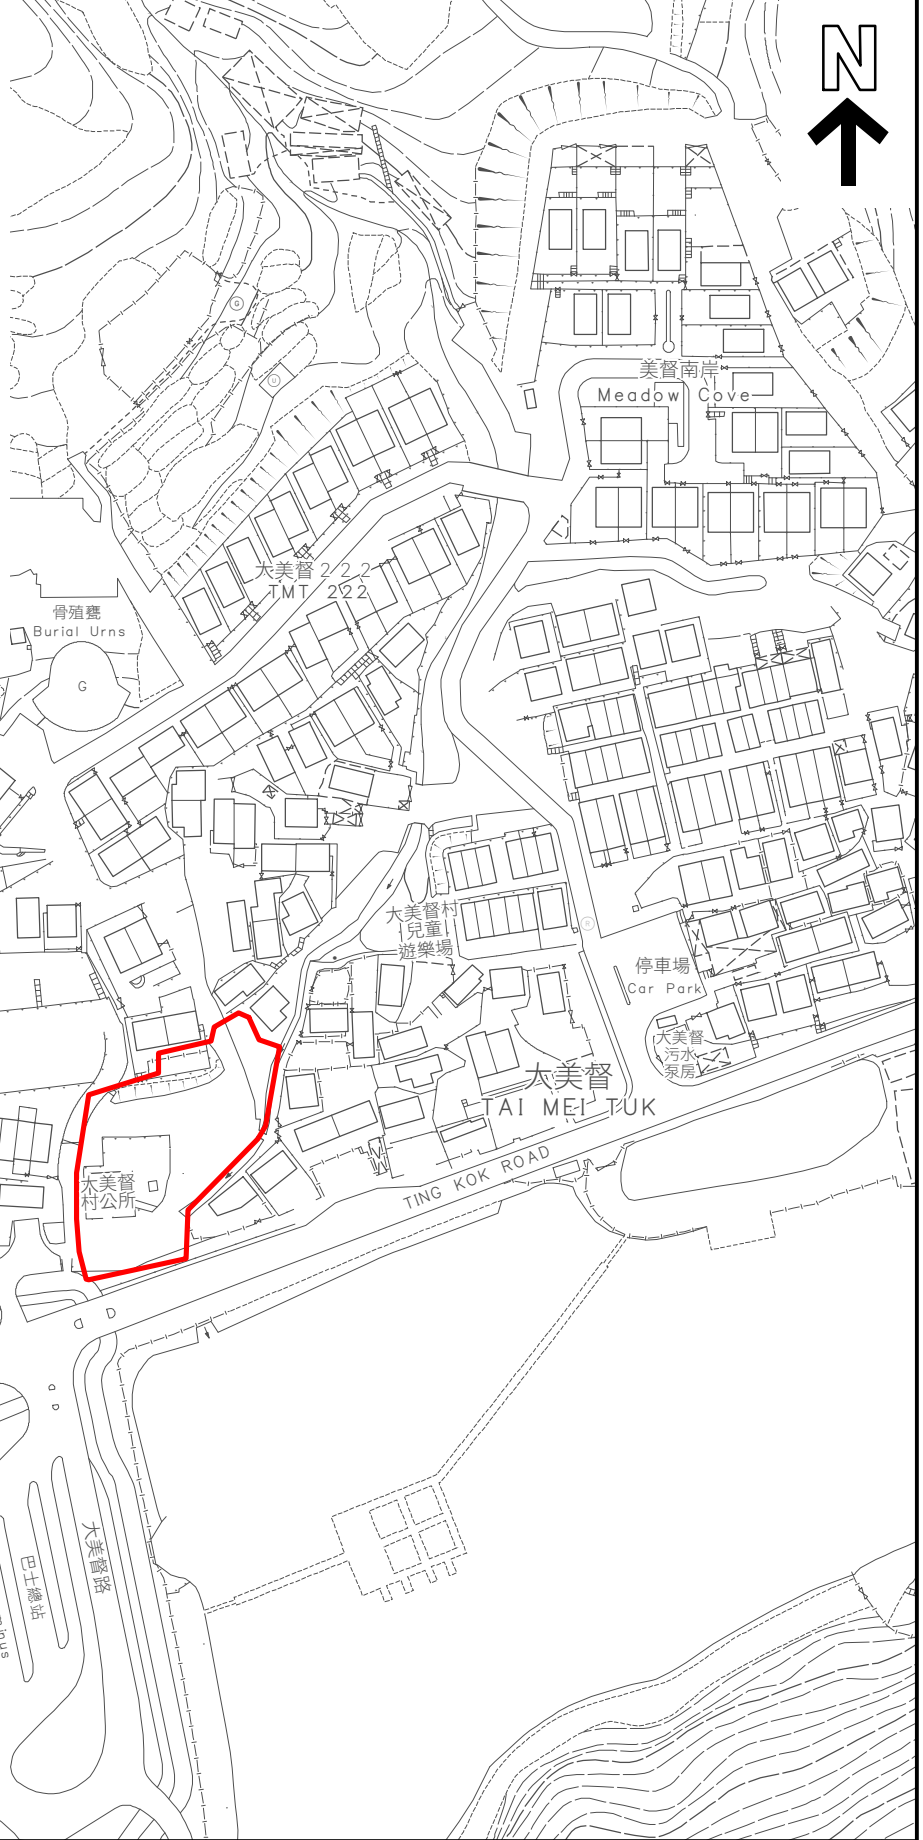 N
G
U
美督南岸
Meadow Cove
大美督２２２
TMT 222
骨殖甕
Burial Urns
G
大美督村
兒童
遊樂場
停車場
Car Park
大美督
污水
泵房
大美督
TAI MEI TUK
TING KOK ROAD
大美督
村公所
大美督路
巴士總站
minus